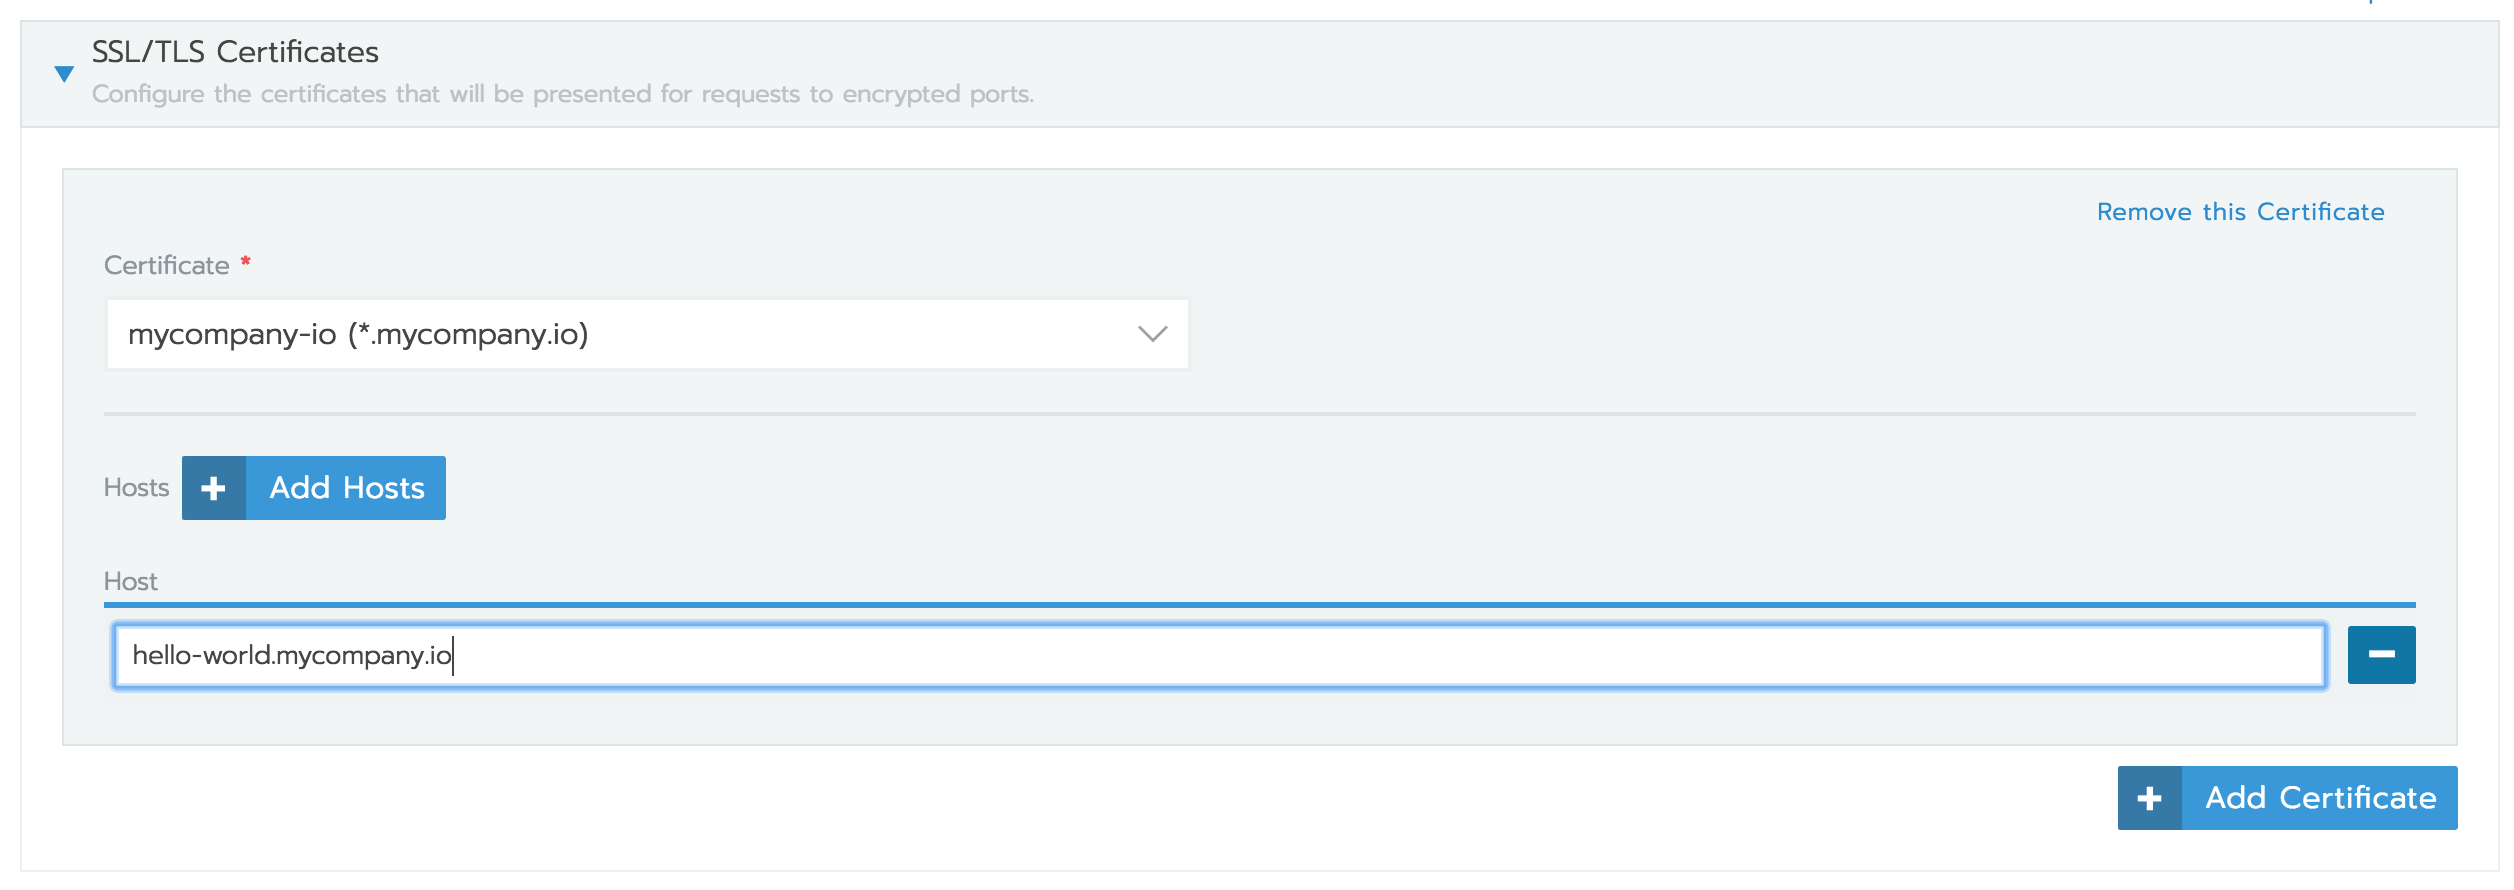 SSL/TLS Certificates
Configure the certificates that will be presented for requests to encrypted ports.
Remove this Certificate
Certificate *
mycompany-io (*.mycompany.io)
Hosts
+ Add Hosts
Host
hello-world.mycompany.io
+ Add Certificate